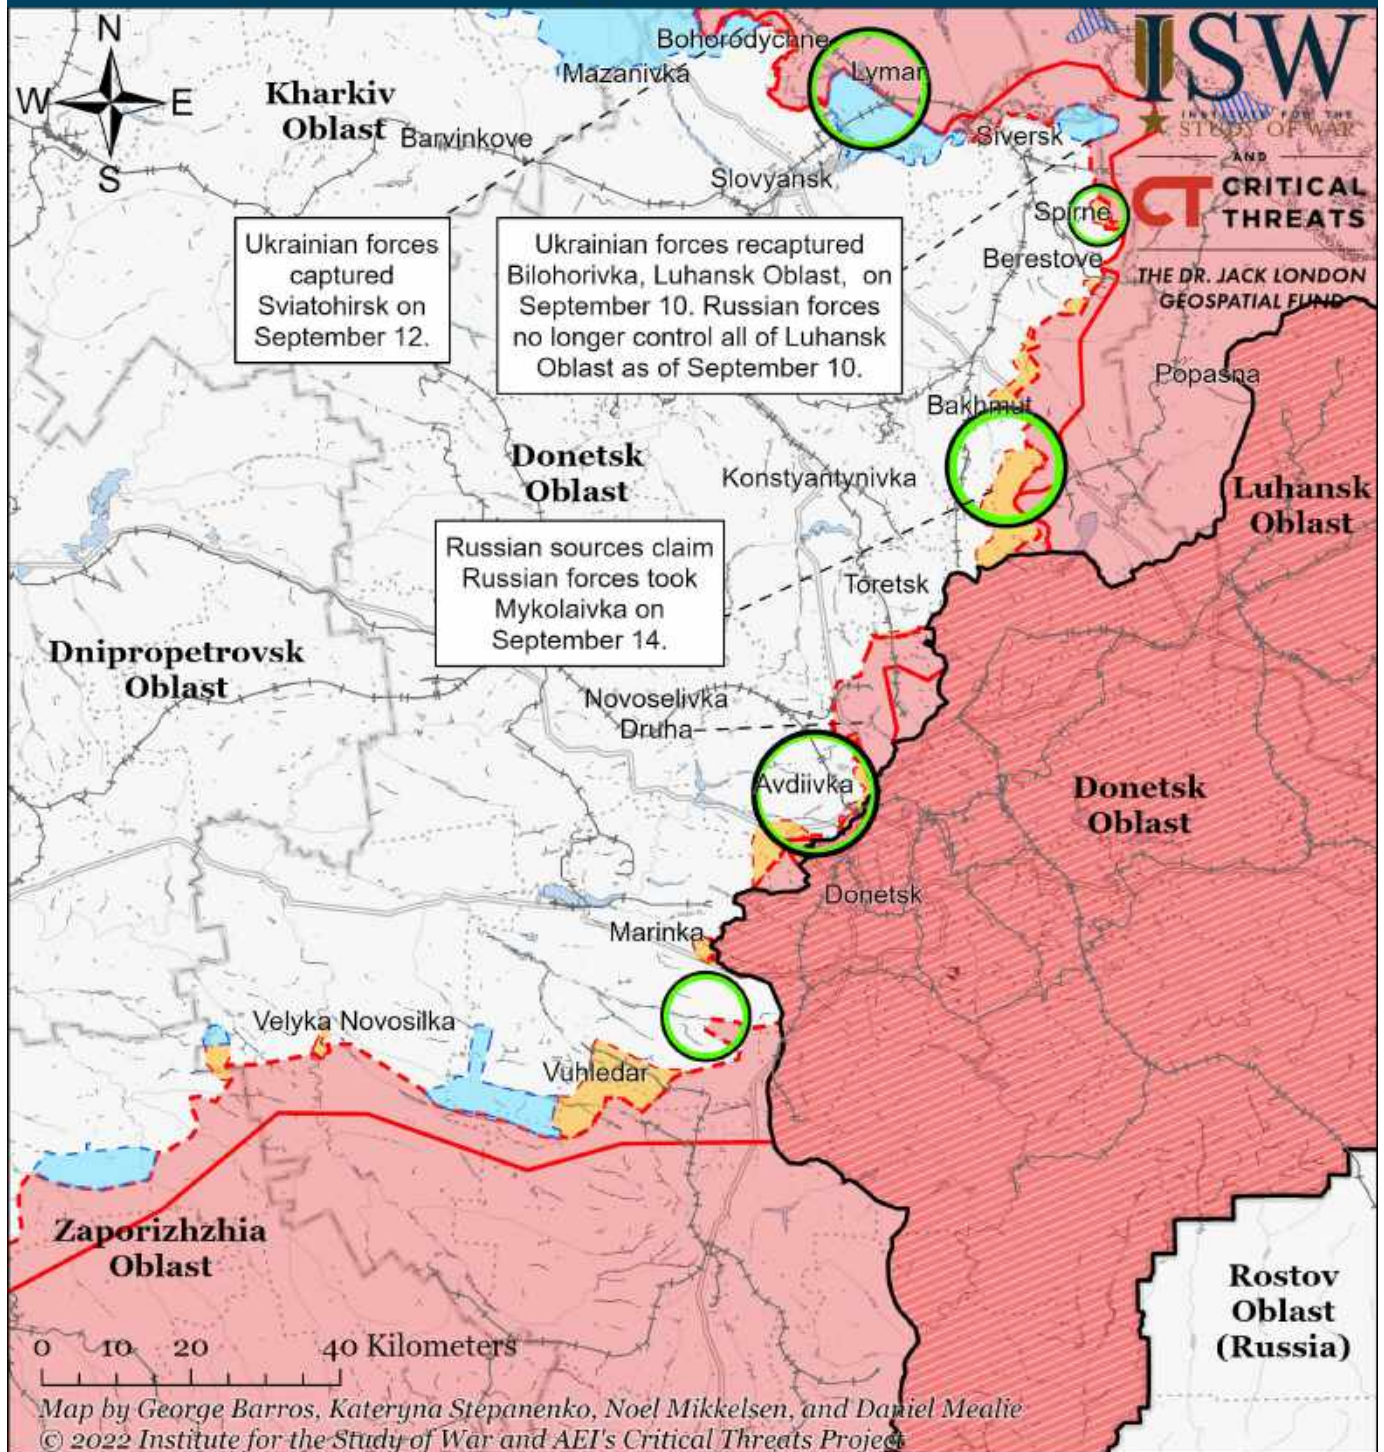 N
W E
S
Kharkiv
Oblast
Bohorodychne
Mazanivka
Lyman
Barvinkove
Siversk
Slovyansk
ISW
INSTITUTE FOR THE
STUDY OF WAR
AND
CT CRITICAL
THREATS
THE DR. JACK LONDON
GEOSPATIAL FUND
Spirne
Berestove
Ukrainian forces
captured
Sviatohirsk on
September 12.
Ukrainian forces recaptured
Bilohorivka, Luhansk Oblast, on
September 10. Russian forces
no longer control all of Luhansk
Oblast as of September 10.
Popasna
Bakhmut
Donetsk
Oblast
Konstyantynivka
Luhansk
Oblast
Russian sources claim
Russian forces took
Mykolaivka on
September 14.
Toretsk
Dnipropetrovsk
Oblast
Novoselivka
Druha
Avdiivka
Donetsk
Oblast
Donetsk
Marinka
Velyka Novosilka
Vuhledar
Zaporizhzhia
Oblast
Rostov
Oblast
(Russia)
0 10 20 40 Kilometers
Map by George Barros, Kateryna Stepanenko, Noel Mikkelsen, and Daniel Mealie
© 2022 Institute for the Study of War and AEI's Critical Threats Project